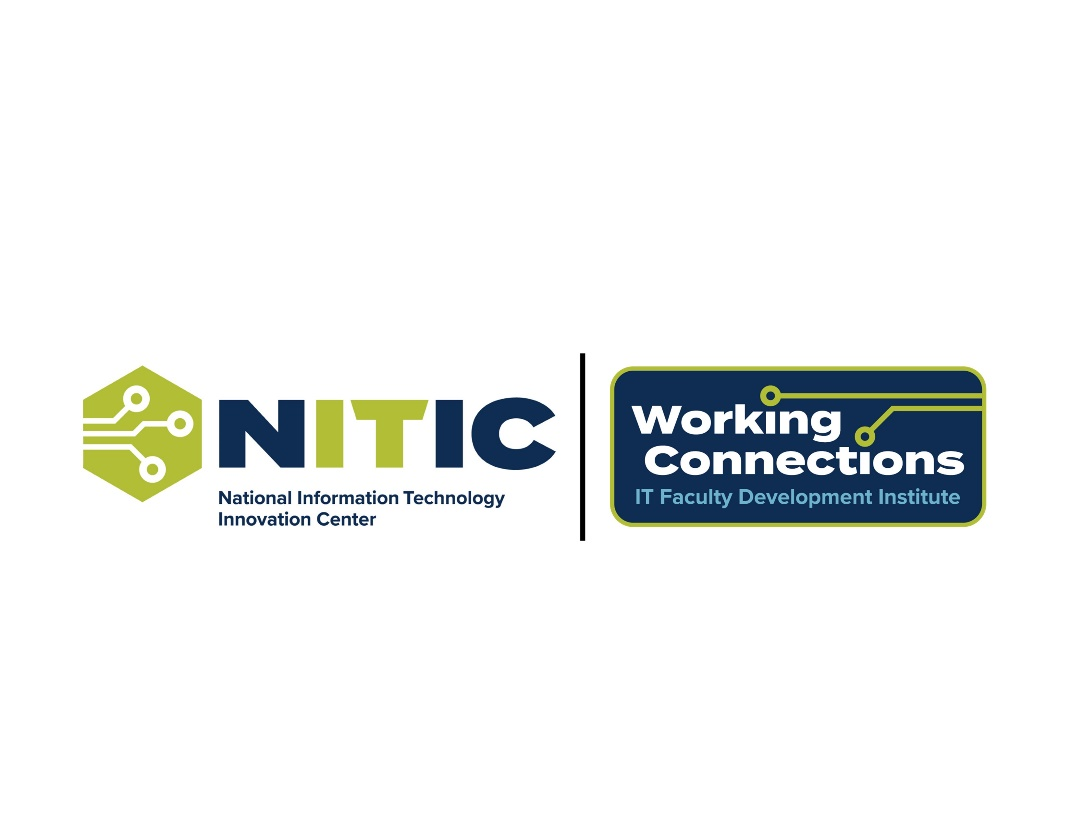 NITIC
National Information Technology
Innovation Center
Working
Connections
IT Faculty Development Institute